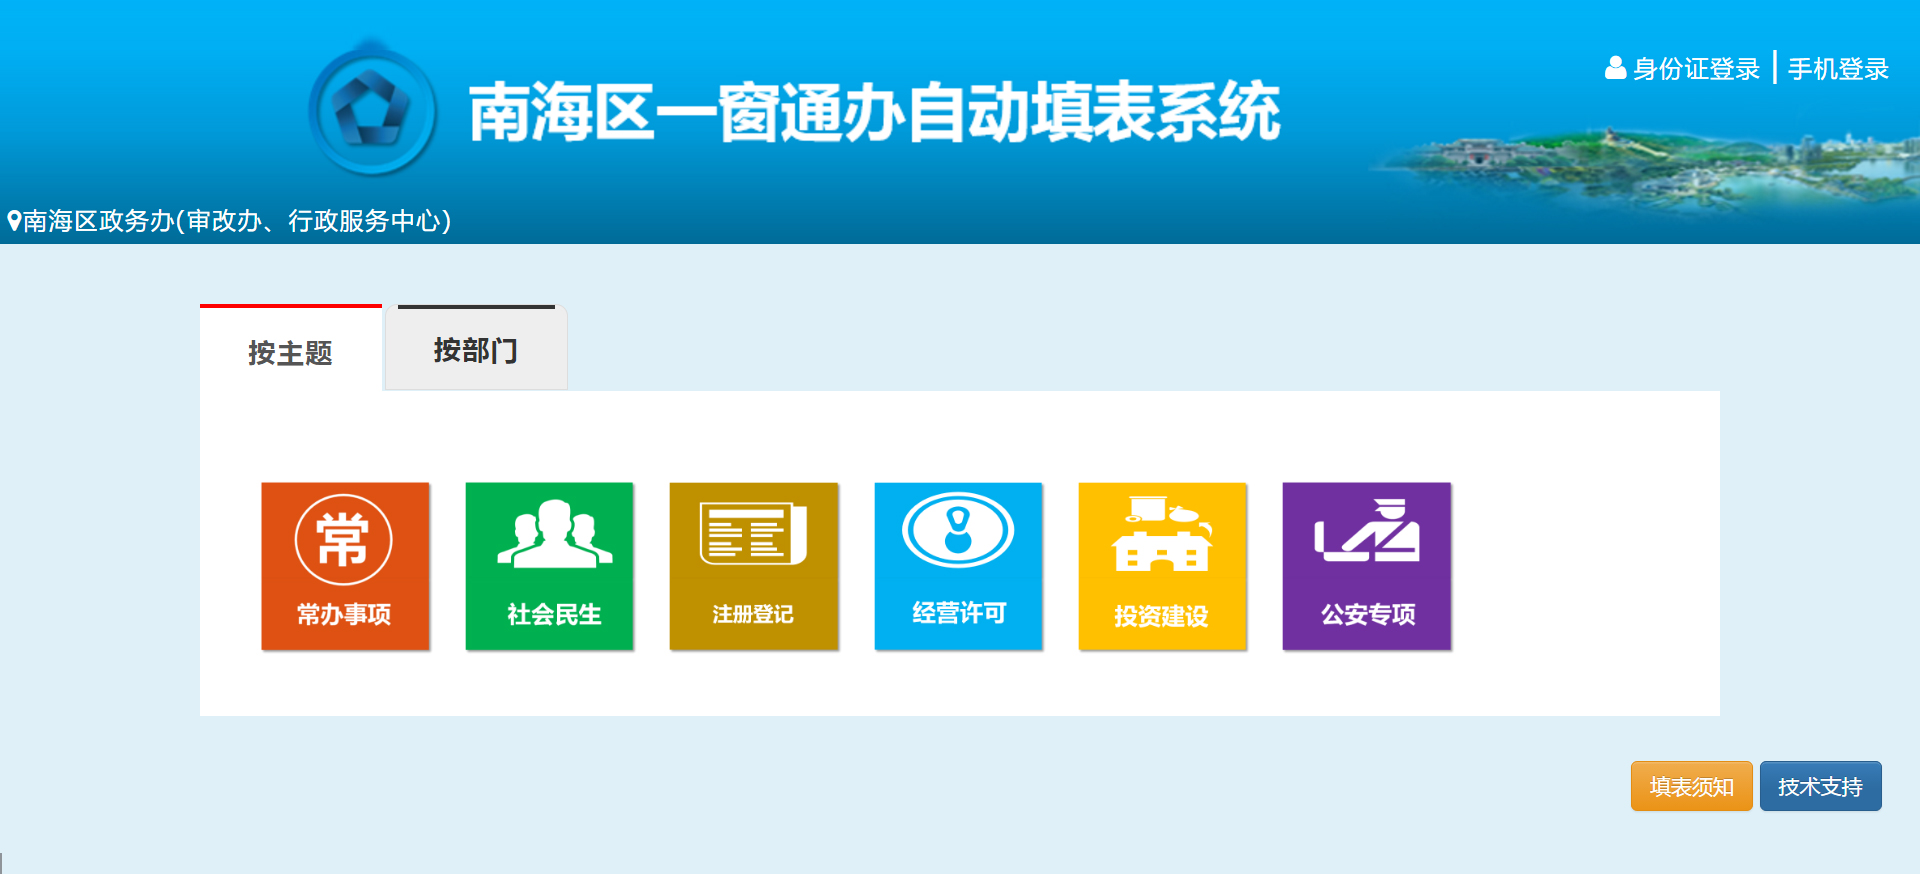 身份证登录 | 手机登录
南海区一窗通办自动填表系统
南海区政务办(审改办、行政服务中心)
按主题 按部门
常
常办事项 社会民生 注册登记 经营许可 投资建设 公安专项
填表须知 技术支持